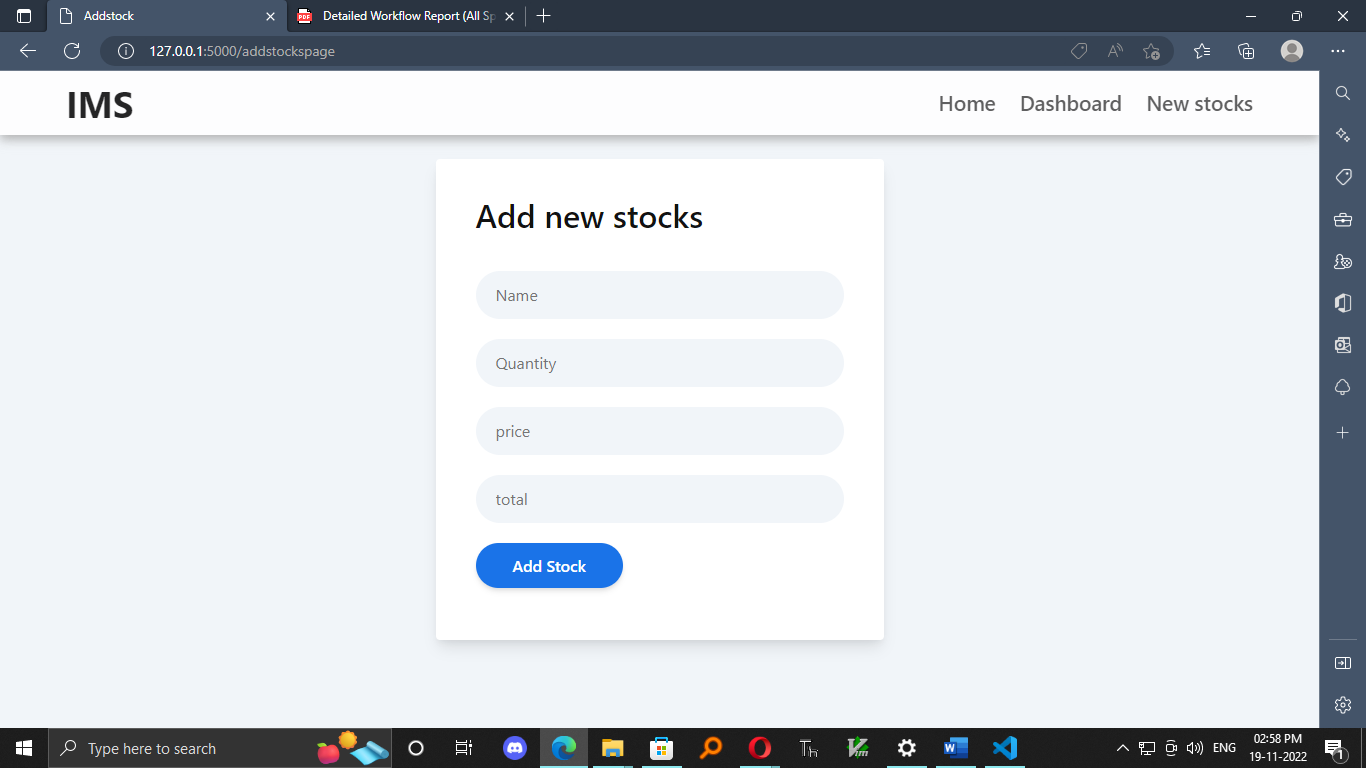 Addstock
Detailed Workflow Report (All Sp
127.0.0.1:5000/addstockspage
IMS
Home Dashboard New stocks
Add new stocks
Name
Quantity
price
total
Add Stock
Type here to search
ENG
02:58 PM
19-11-2022
1